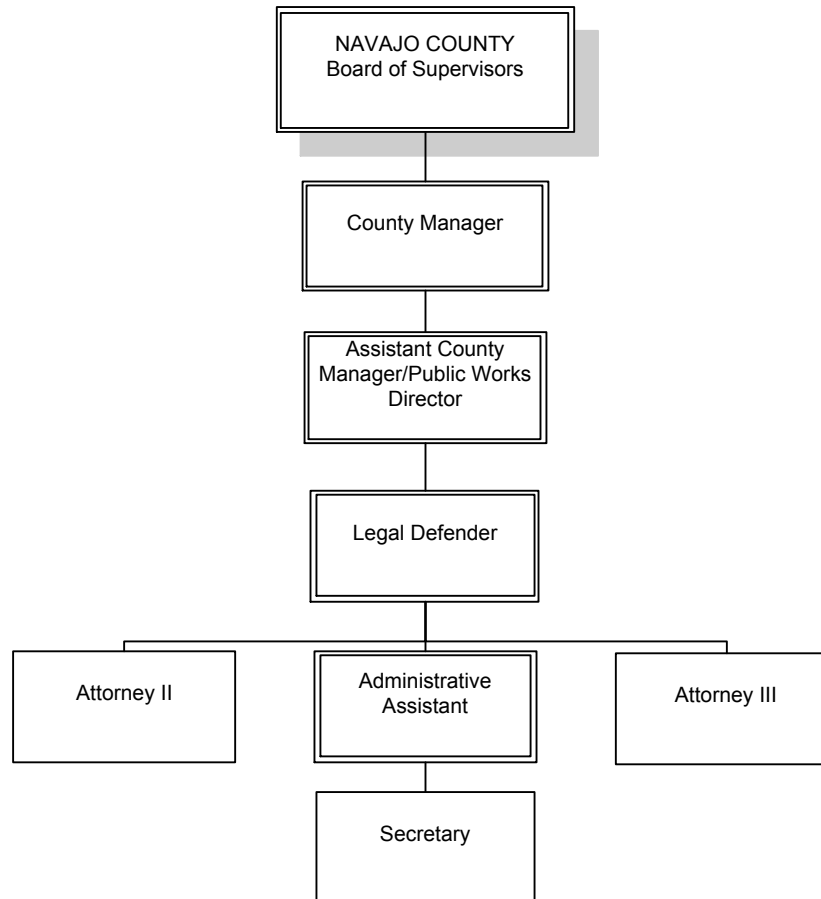 NAVAJO COUNTY
Board of Supervisors
County Manager
Assistant County
Manager/Public Works
Director
Legal Defender
Attorney II
Administrative
Assistant
Attorney III
Secretary